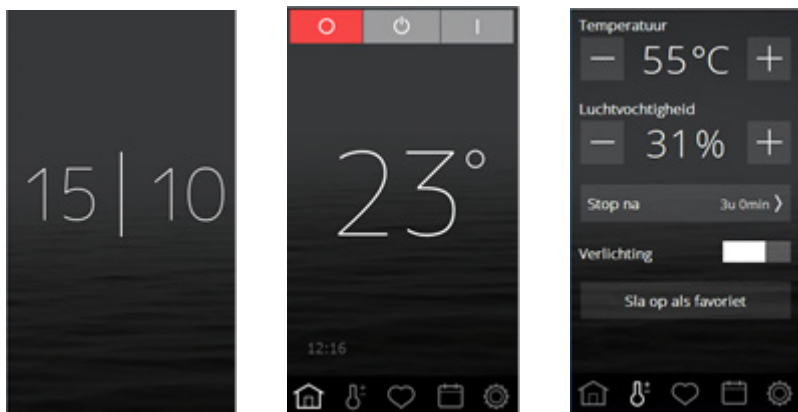 15 | 10
23°
12:16
Temperatuur
55°C
Luchtvochtigheid
31%
Stop na 3u 0min ⟩
Verlichting
Sla op als favoriet